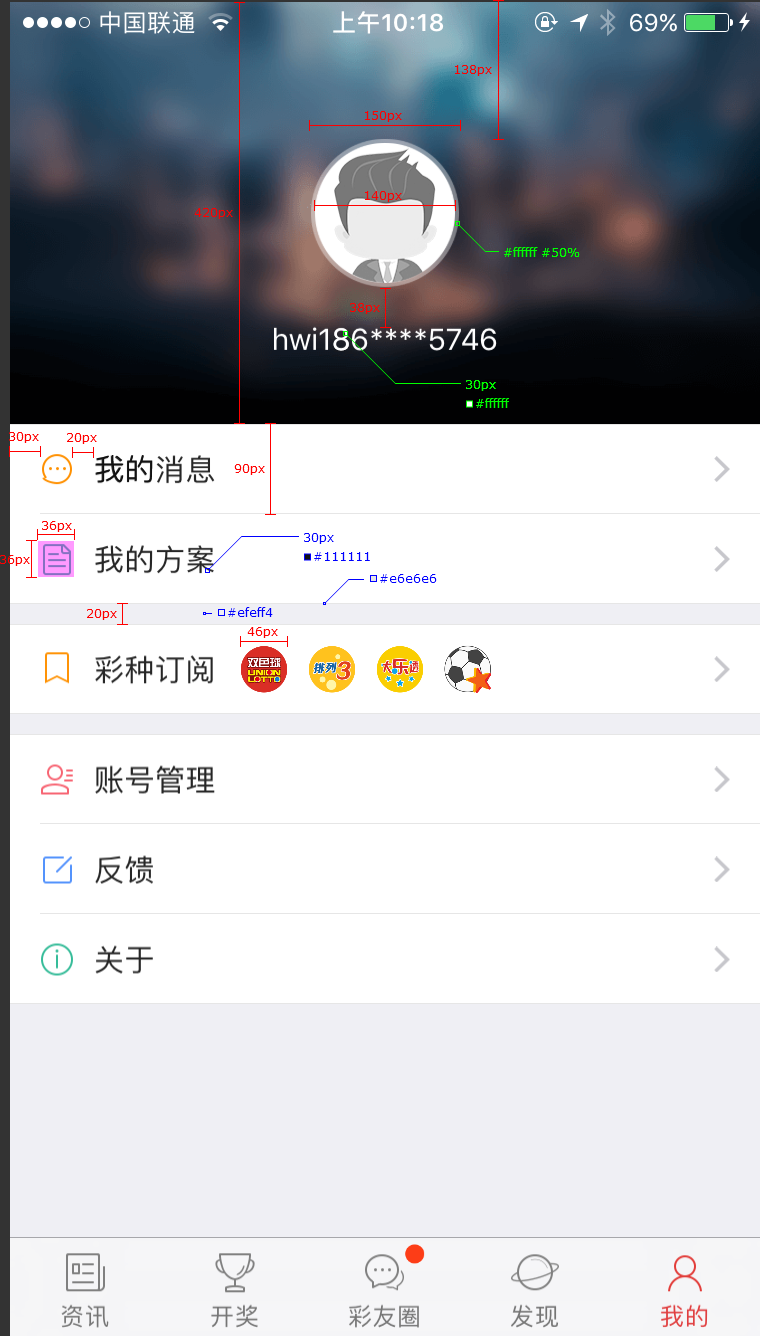 中国联通 上午10:18 69%
138px
150px
140px
420px
#ffffff #50%
38px
hwi186****5746
30px
#ffffff
30px 20px
我的消息 90px
36px
36px 我的方案 30px
#111111
#e6e6e6
20px #efeff4
46px
彩种订阅 双色球 UNION LOTTO 排列3 大乐透
账号管理
反馈
关于
资讯 开奖 彩友圈 发现 我的